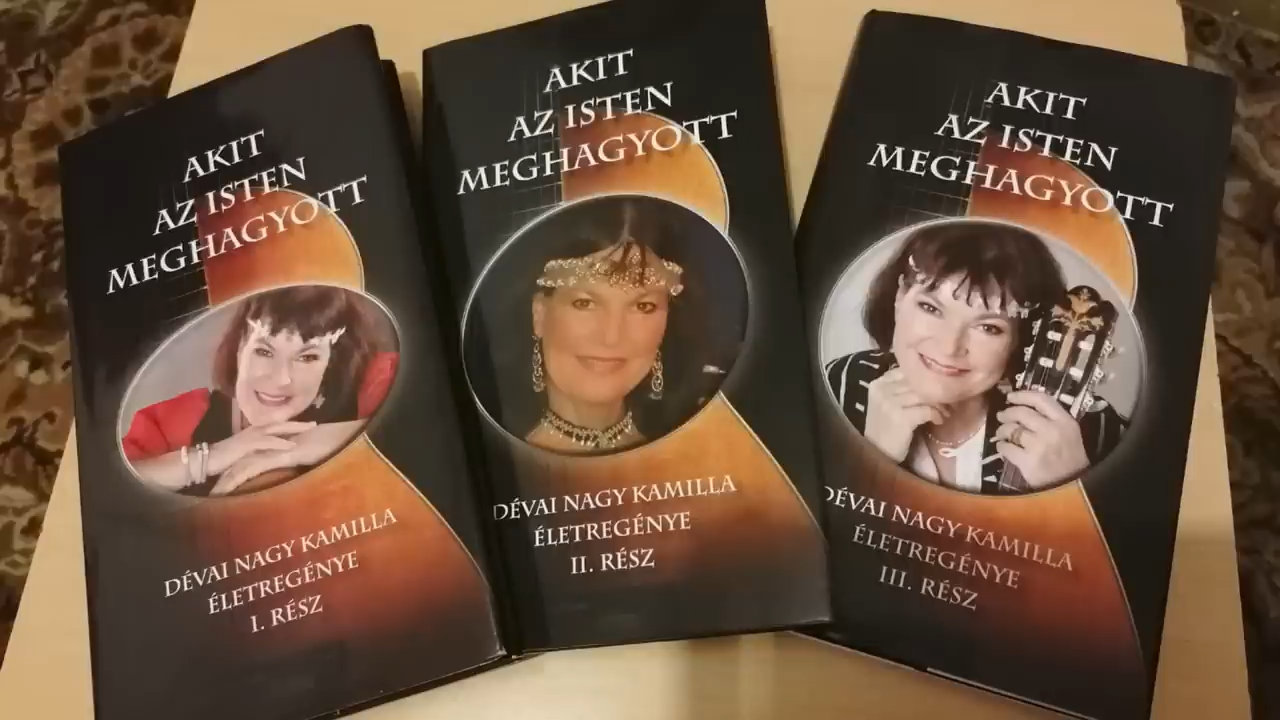 AKIT
AZ ISTEN
MEGHAGYOTT
DÉVAI NAGY KAMILLA
ÉLETREGÉNYE
I. RÉSZ
AKIT
AZ ISTEN
MEGHAGYOTT
DÉVAI NAGY KAMILLA
ÉLETREGÉNYE
II. RÉSZ
AKIT
AZ ISTEN
MEGHAGYOTT
DÉVAI NAGY KAMILLA
ÉLETREGÉNYE
III. RÉSZ